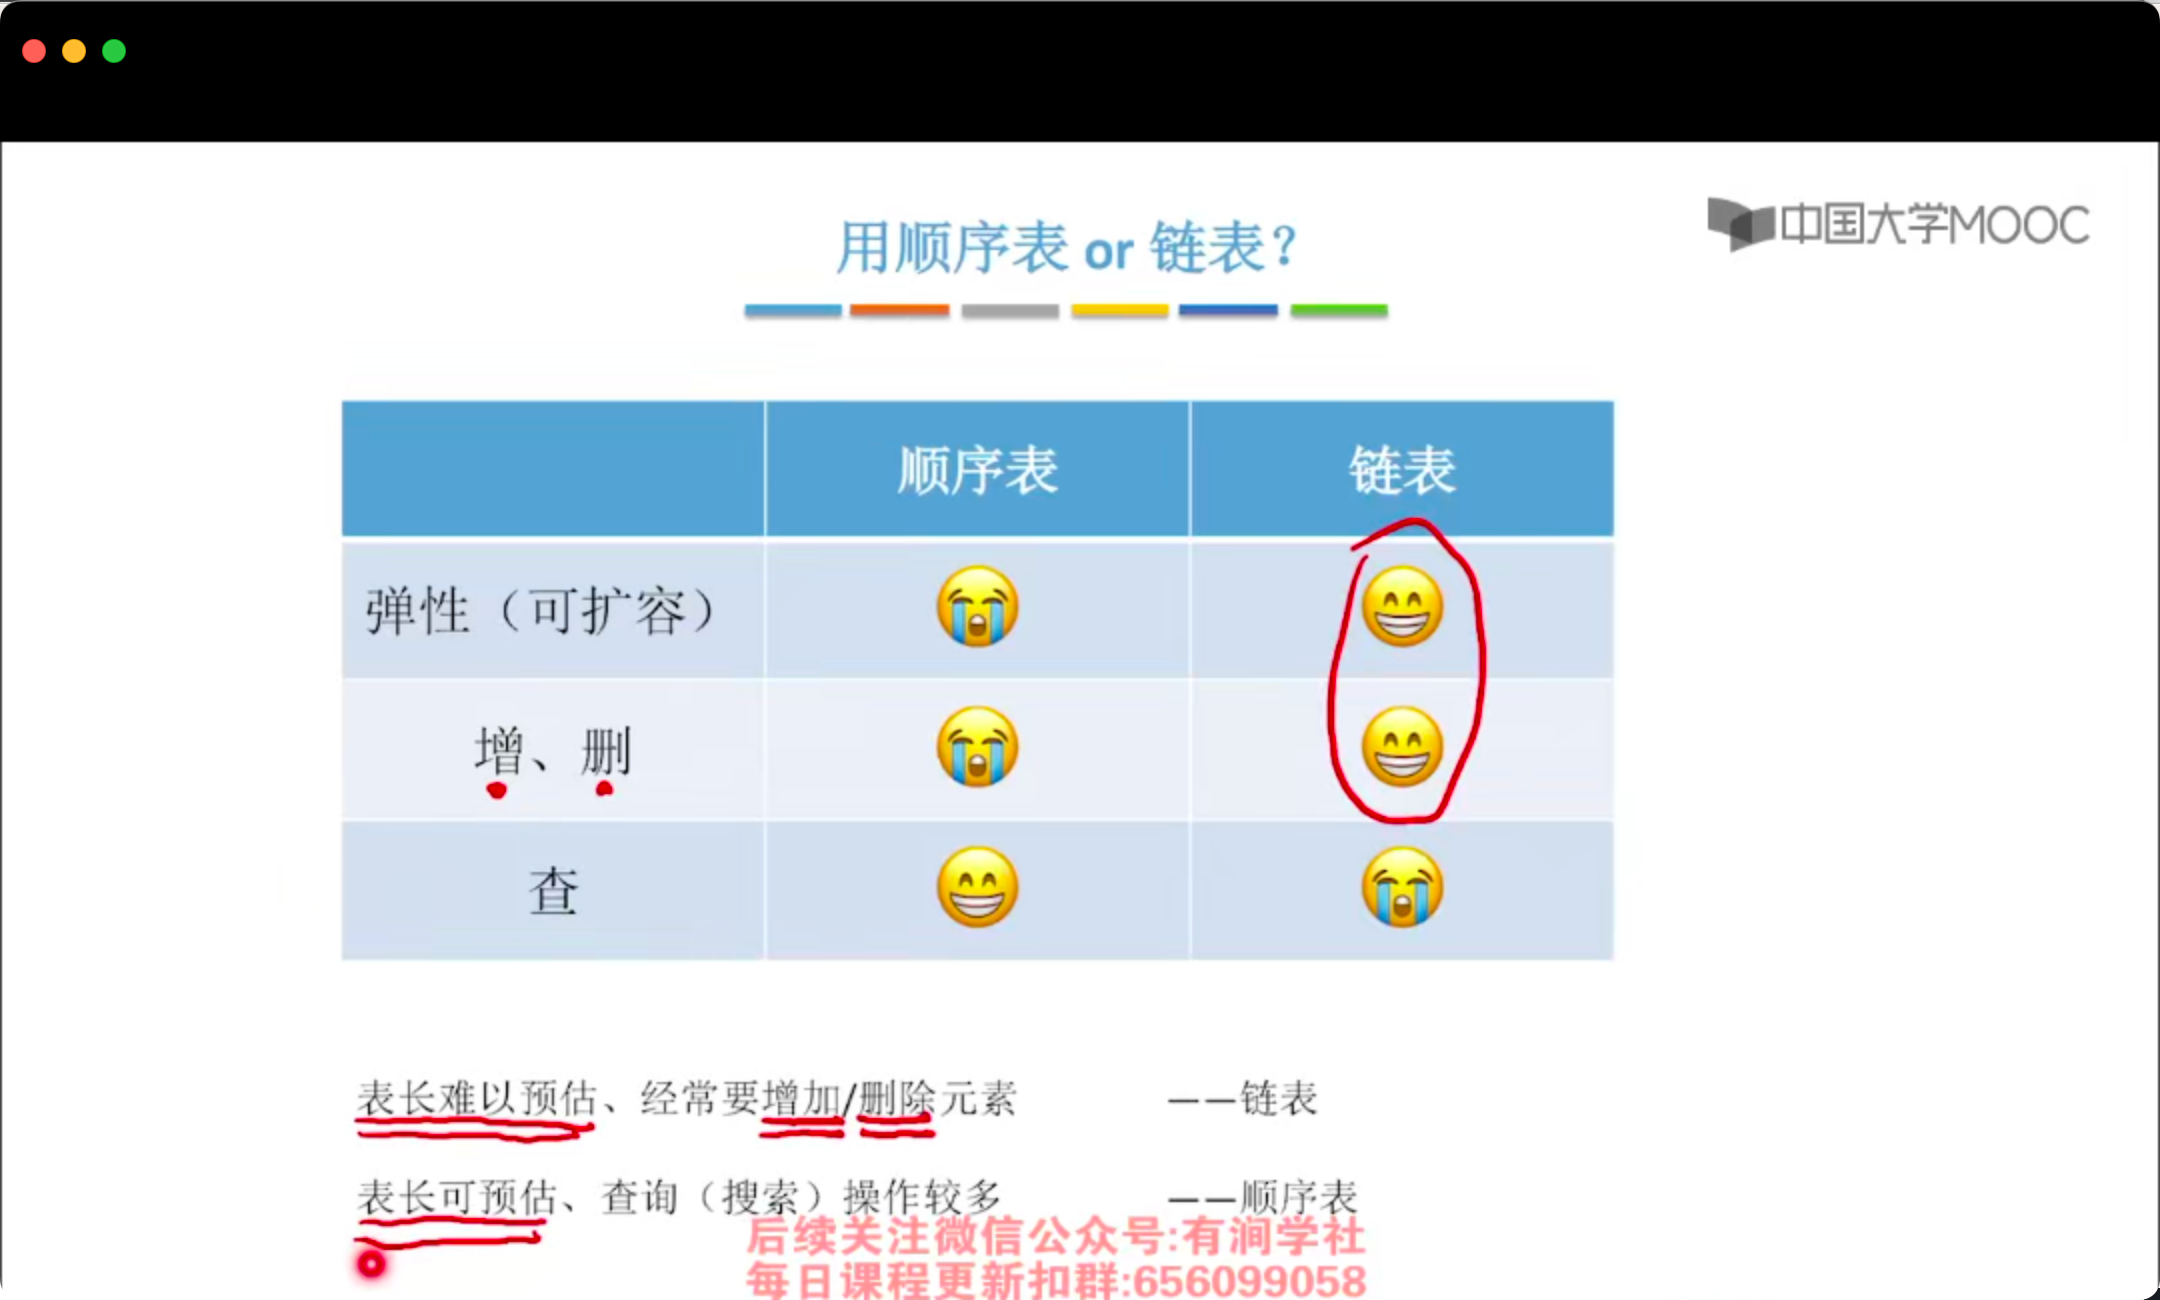 中国大学MOOC
用顺序表 or 链表?
顺序表 链表
弹性（可扩容）
增、删
查
表长难以预估、经常要增加/删除元素 ——链表
表长可预估、查询（搜索）操作较多 ——顺序表
后续关注微信公众号:有涧学社
每日课程更新扣群:656099058